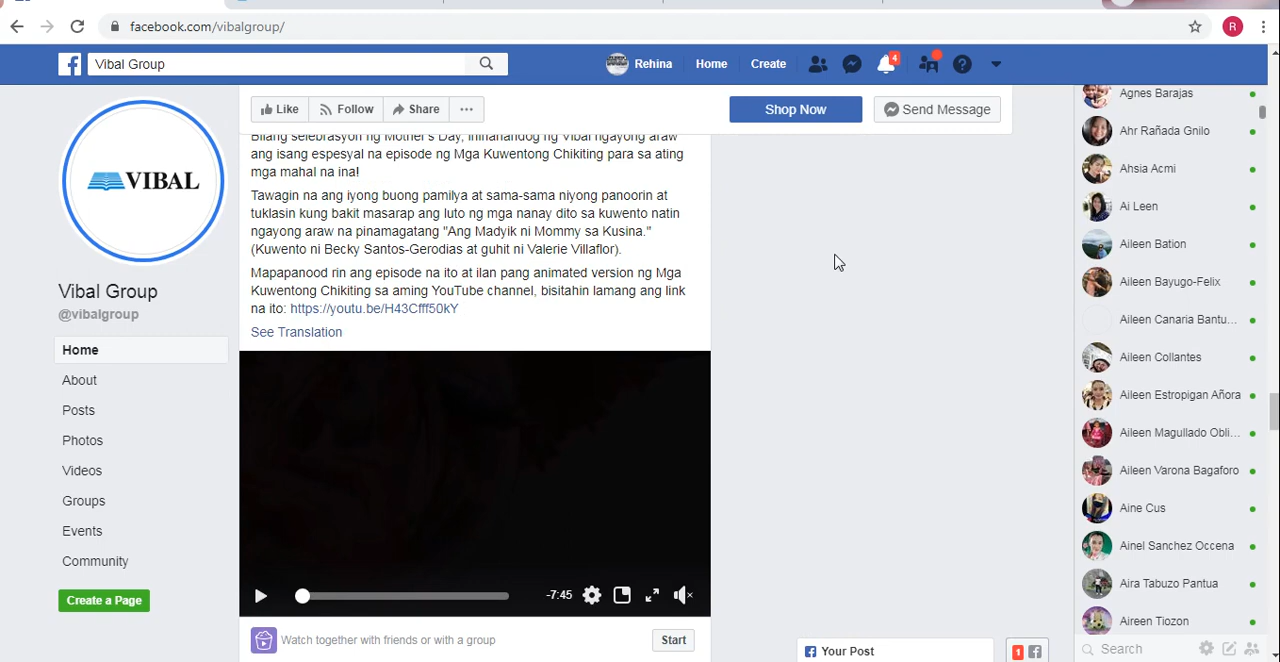 facebook.com/vibalgroup/
R
Vibal Group
Rehina
Home
Create
4
VIBAL
Vibal Group
@vibalgroup
Home
About
Posts
Photos
Videos
Groups
Events
Community
Create a Page
Like
Follow
Share
Shop Now
Send Message
ang isang espesyal na episode ng Mga Kuwentong Chikiting para sa ating
mga mahal na ina!
Tawagin na ang iyong buong pamilya at sama-sama niyong panoorin at
tuklasin kung bakit masarap ang luto ng mga nanay dito sa kuwento natin
ngayong araw na pinamagatang "Ang Madyik ni Mommy sa Kusina."
(Kuwento ni Becky Santos-Gerodias at guhit ni Valerie Villaflor).
Mapapanood rin ang episode na ito at ilan pang animated version ng Mga
Kuwentong Chikiting sa ating YouTube channel, bisitahin lamang ang link
na ito: https://youtu.be/H43Cfff50kY
See Translation
-7:45
Watch together with friends or with a group
Start
Your Post
1
Agnes Barajas
Ahr Rañada Gnilo
Ahsia Acmi
Ai Leen
Aileen Bation
Aileen Bayugo-Felix
Aileen Canaria Bantu...
Aileen Collantes
Aileen Estropigan Añora
Aileen Magullado Obli...
Aileen Varona Bagaforo
Aine Cus
Ainel Sanchez Occena
Aira Tabuzo Pantua
Aireen Tiozon
Search